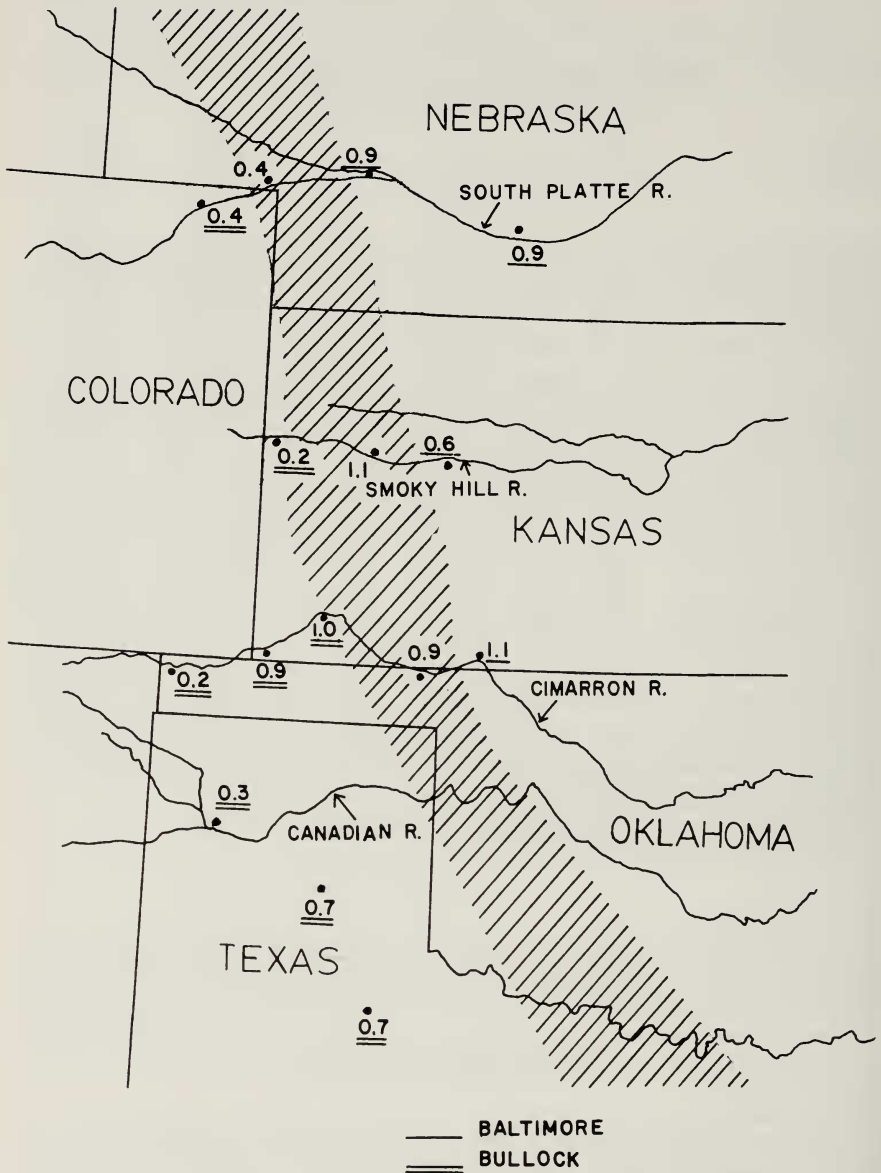 NEBRASKA
0.9
0.4
SOUTH PLATTE R.
0.4
0.9
COLORADO
0.6
0.2
1.1
SMOKY HILL R.
KANSAS
1.0
0.9
1.1
0.2
0.9
CIMARRON R.
0.3
CANADIAN R.
OKLAHOMA
0.7
TEXAS
0.7
BALTIMORE
BULLOCK